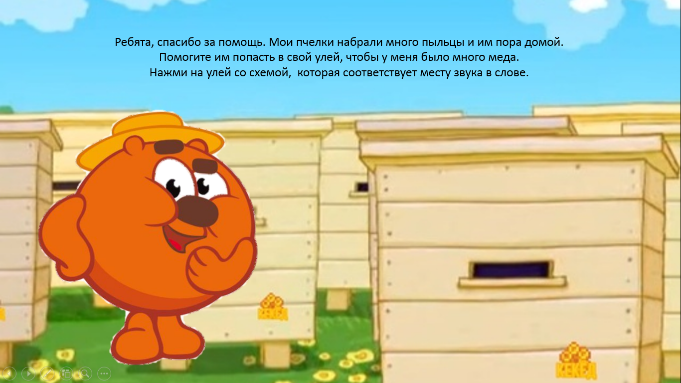 Ребята, спасибо за помощь. Мои пчелки набрали много пыльцы и им пора домой.
Помогите им попасть в свой улей, чтобы у меня было много меда.
Нажми на улей со схемой, которая соответствует месту звука в слове.